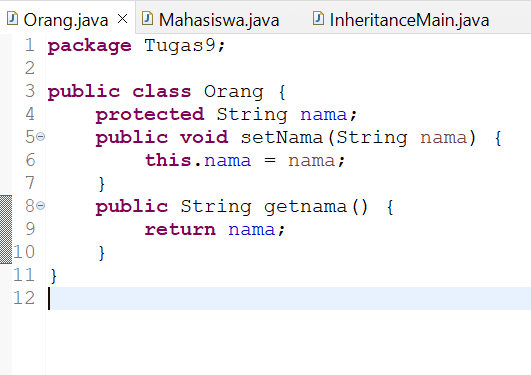 Orang.java Mahasiswa.java InheritanceMain.java
1 package Tugas9;
2
3 public class Orang {
4     protected String nama;
5     public void setNama(String nama) {
6         this.nama = nama;
7     }
8     public String getnama() {
9         return nama;
10     }
11 }
12